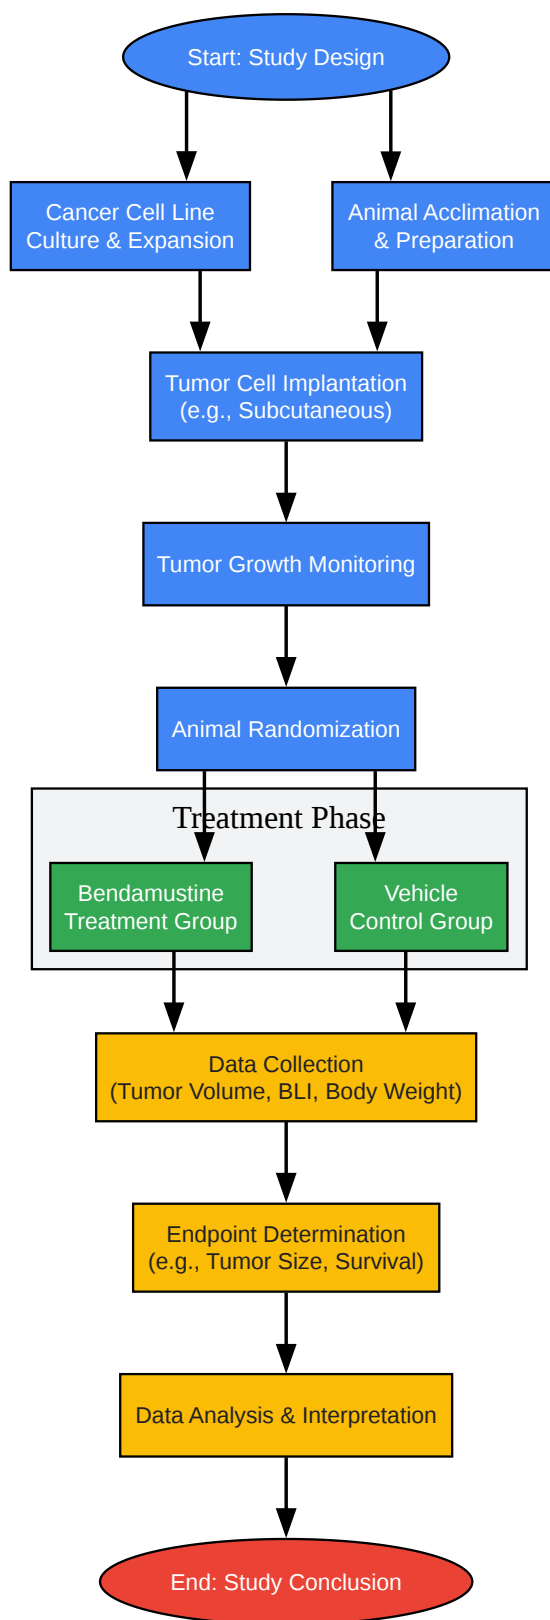 Start: Study Design
Cancer Cell Line
Culture & Expansion
Animal Acclimation
& Preparation
Tumor Cell Implantation
(e.g., Subcutaneous)
Tumor Growth Monitoring
Animal Randomization
Treatment Phase
Bendamustine
Treatment Group
Vehicle
Control Group
Data Collection
(Tumor Volume, BLI, Body Weight)
Endpoint Determination
(e.g., Tumor Size, Survival)
Data Analysis & Interpretation
End: Study Conclusion